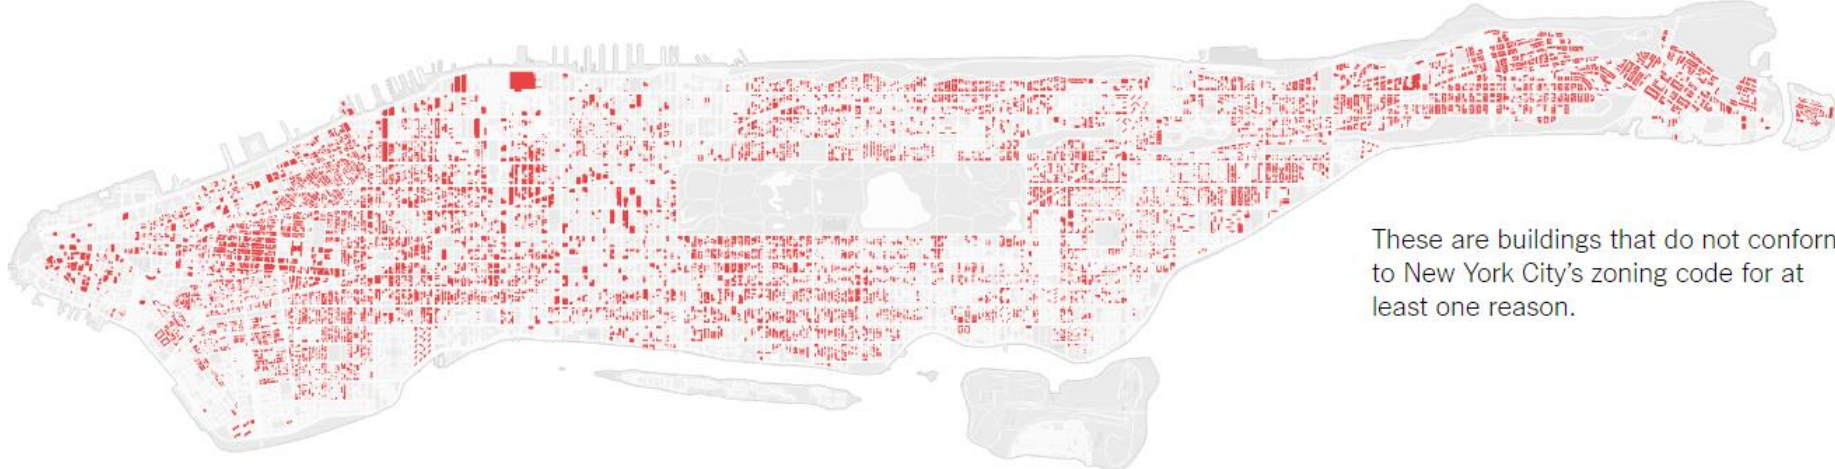 These are buildings that do not conform
to New York City’s zoning code for at
least one reason.